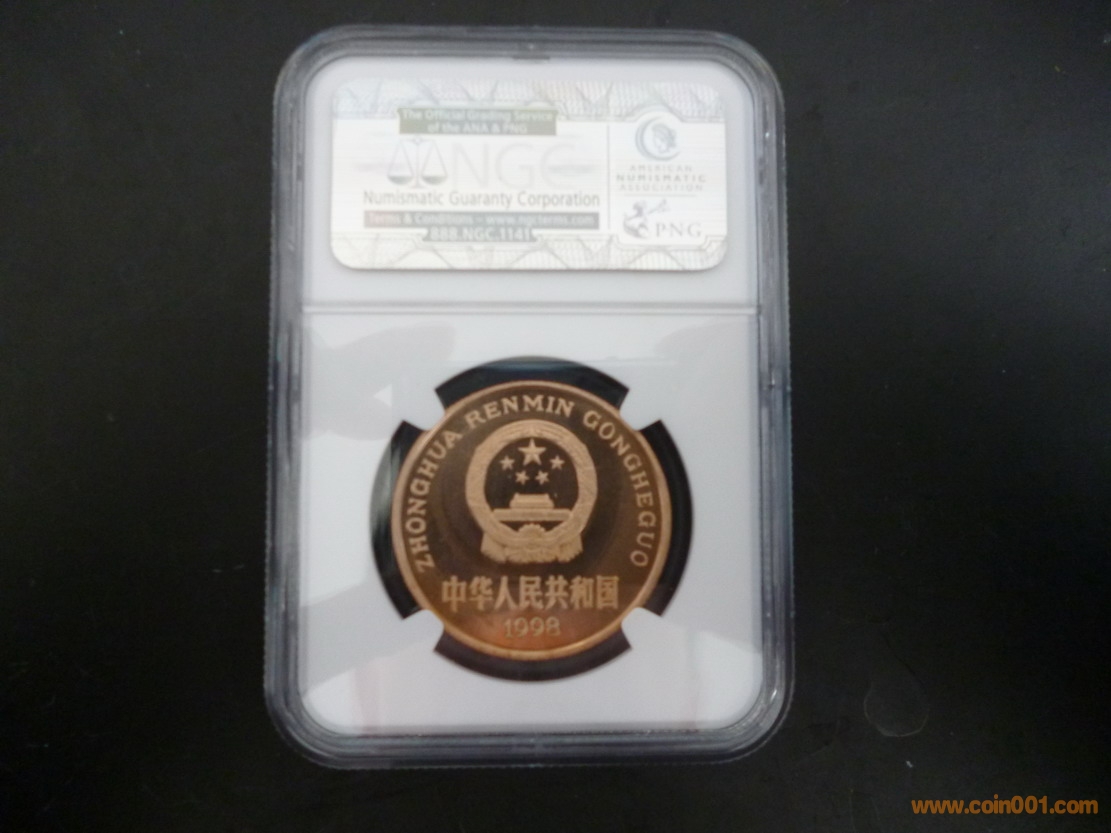 The Official Grading Service
of the ANA & PNG
NGC
Numismatic Guaranty Corporation
Terms & Conditions - www.ngcterms.com
888.NGC.1141
AMERICAN
NUMISMATIC
ASSOCIATION
PNG
ZHONGHUA RENMIN GONGHEGUO
中华人民共和国
1998
www.coin001.com